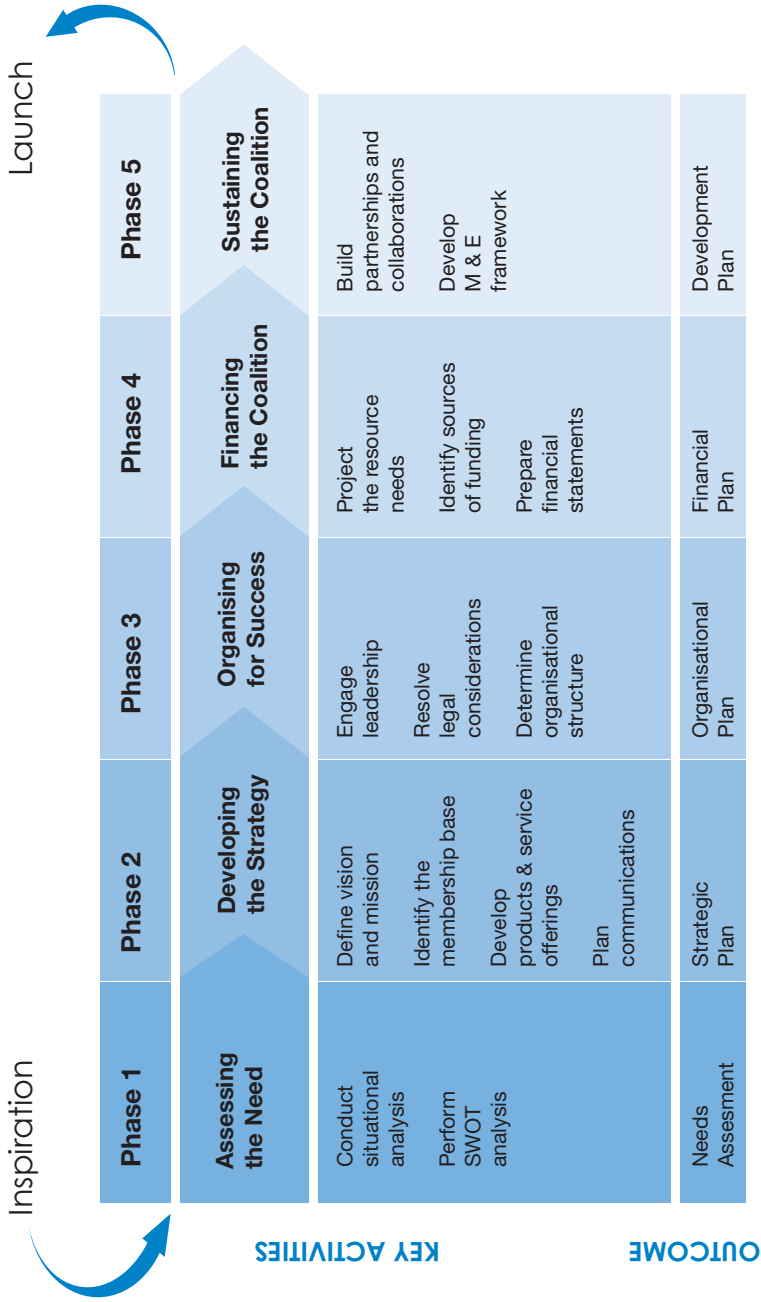 Inspiration
Launch
Phase 1
Phase 2
Phase 3
Phase 4
Phase 5
Assessing
the Need
Developing
the Strategy
Organising
for Success
Financing
the Coalition
Sustaining
the Coalition
KEY ACTIVITIES
Conduct
situational
analysis
Perform
SWOT
analysis
Define vision
and mission
Identify the
membership base
Develop
products & service
offerings
Plan
communications
Engage
leadership
Resolve
legal
considerations
Determine
organisational
structure
Project
the resource
needs
Identify sources
of funding
Prepare
financial
statements
Build
partnerships and
collaborations
Develop
M & E
framework
OUTCOME
Needs
Assesment
Strategic
Plan
Organisational
Plan
Financial
Plan
Development
Plan